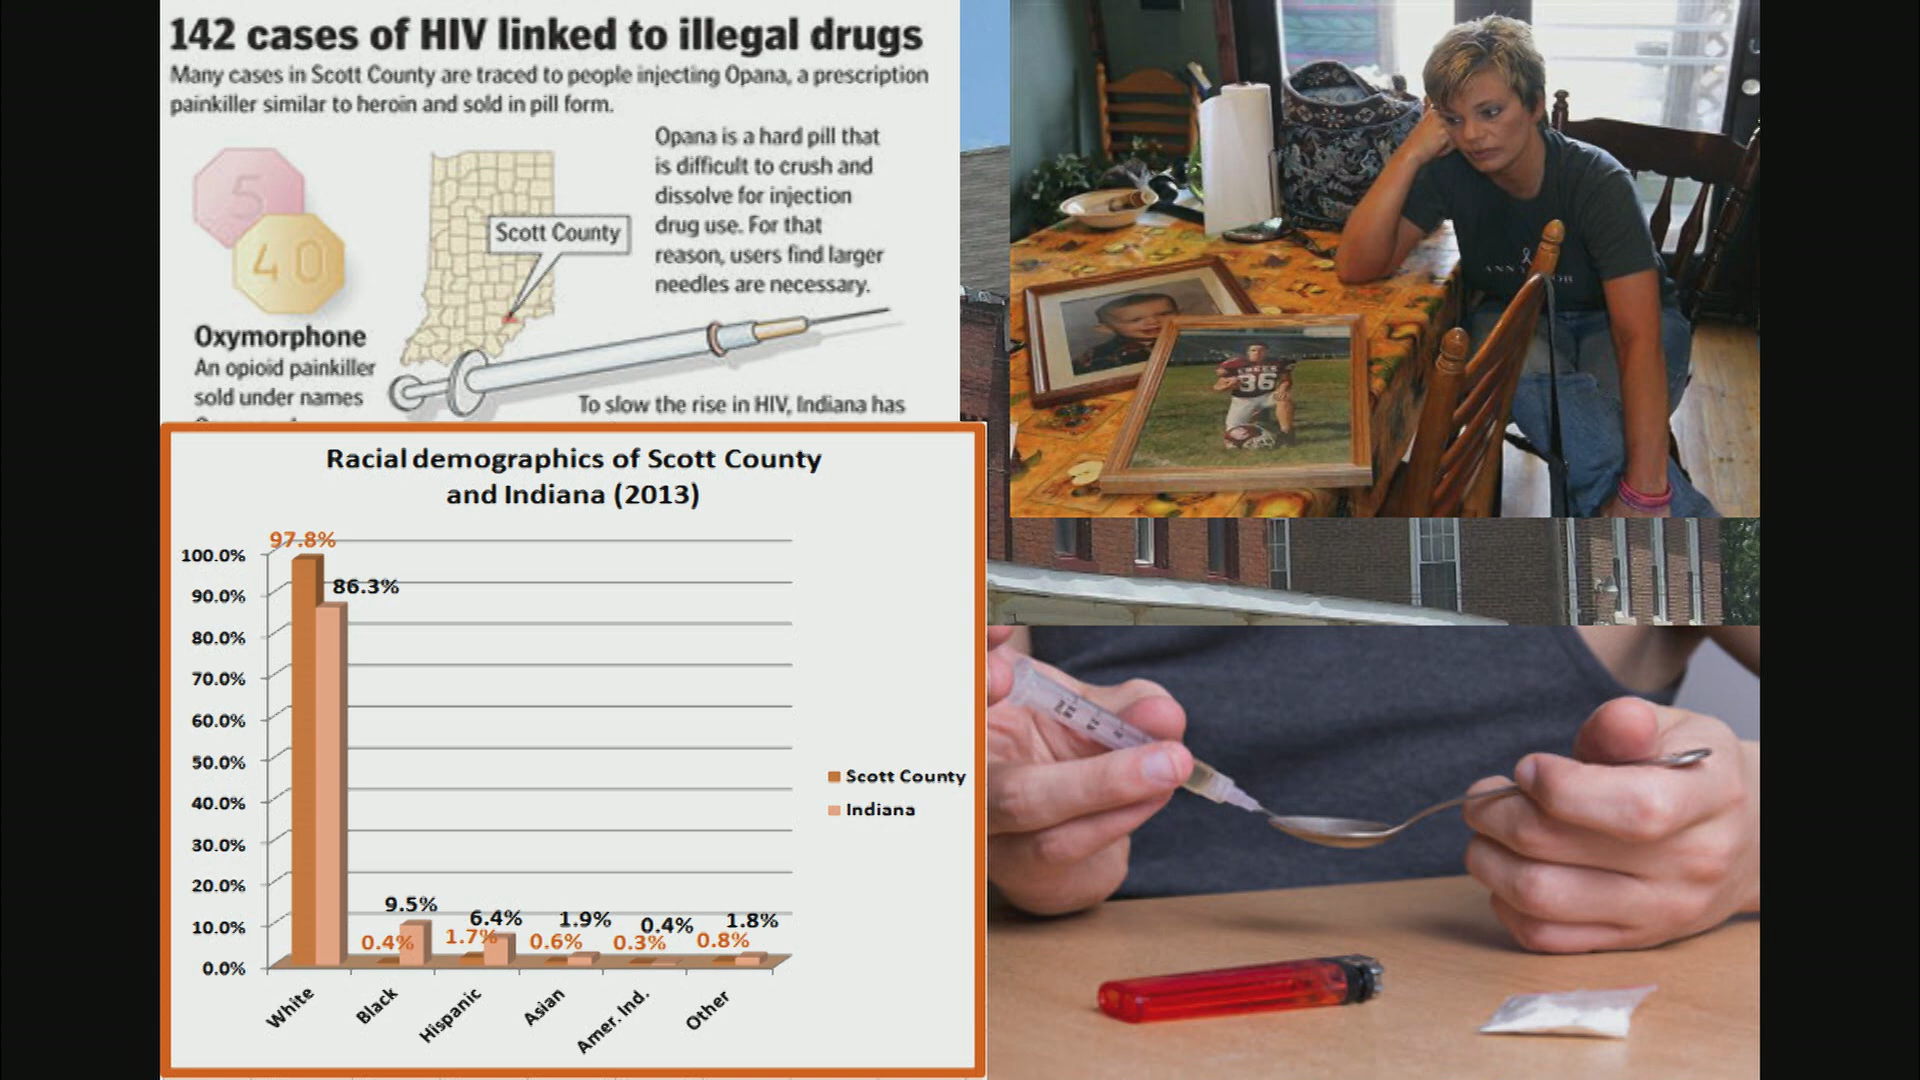 142 cases of HIV linked to illegal drugs
Many cases in Scott County are traced to people injecting Opana, a prescription
painkiller similar to heroin and sold in pill form.
Opana is a hard pill that
is difficult to crush and
dissolve for injection
drug use. For that
reason, users find larger
needles are necessary.
5
40
Scott County
Oxymorphone
An opioid painkiller
sold under names
To slow the rise in HIV, Indiana has
36
Racial demographics of Scott County
and Indiana (2013)
97.8%
86.3%
9.5%
6.4%
1.9%
0.4%
1.8%
0.4%
1.7%
0.6%
0.3%
0.8%
100.0%
90.0%
80.0%
70.0%
60.0%
50.0%
40.0%
30.0%
20.0%
10.0%
0.0%
White
Black
Hispanic
Asian
Amer. Ind.
Other
Scott County
Indiana